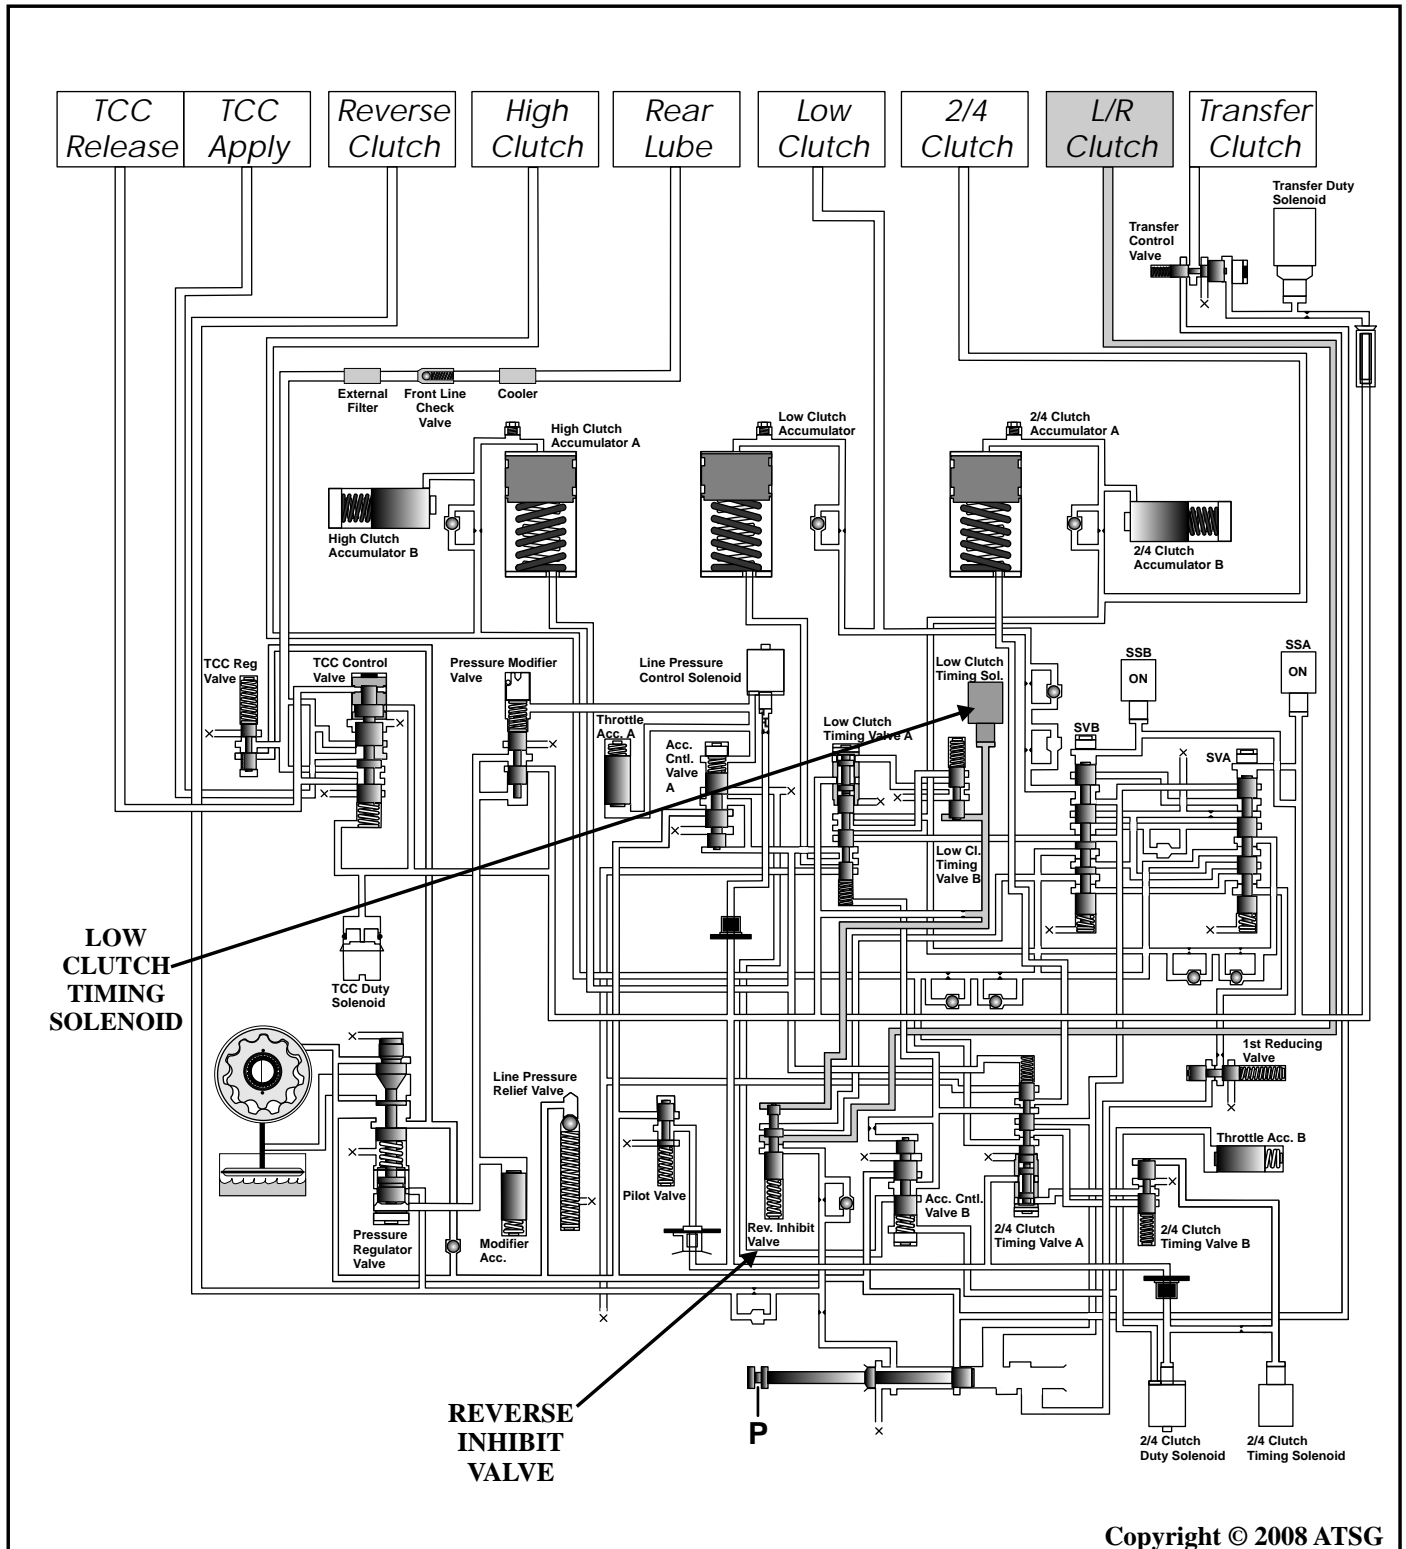 TCC
Release
TCC
Apply
Reverse
Clutch
High
Clutch
Rear
Lube
Low
Clutch
2/4
Clutch
L/R
Clutch
Transfer
Clutch
Transfer Duty
Solenoid
Transfer
Control
Valve
External
Filter
Front Line
Check
Valve
Cooler
High Clutch
Accumulator A
Low Clutch
Accumulator
2/4 Clutch
Accumulator A
High Clutch
Accumulator B
2/4 Clutch
Accumulator B
TCC Reg
Valve
TCC Control
Valve
Pressure Modifier
Valve
Line Pressure
Control Solenoid
Low Clutch
Timing Sol.
SSB
ON
SSA
ON
Throttle
Acc. A
Acc.
Cntl.
Valve
A
Low Clutch
Timing Valve A
SVB
SVA
Low Cl.
Timing
Valve B
LOW
CLUTCH
TIMING
SOLENOID
TCC Duty
Solenoid
1st Reducing
Valve
Line Pressure
Relief Valve
Throttle Acc. B
Pilot Valve
Rev. Inhibit
Valve
Acc. Cntl.
Valve B
2/4 Clutch
Timing Valve A
2/4 Clutch
Timing Valve B
Pressure
Regulator
Valve
Modifier
Acc.
REVERSE
INHIBIT
VALVE
P
2/4 Clutch
Duty Solenoid
2/4 Clutch
Timing Solenoid
Copyright © 2008 ATSG